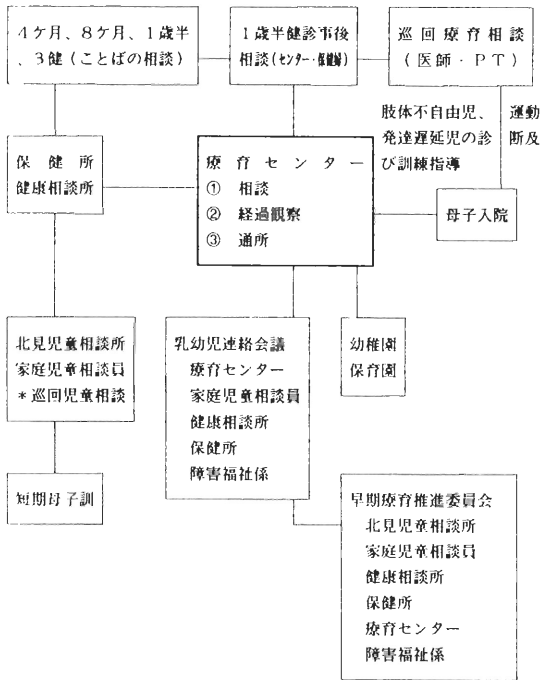 4ケ月、8ケ月、1歳半
、3健(ことばの相談)
1歳半健診事後
相談(センター・保健婦)
巡回療育相談
(医師・PT)
肢体不自由児、運動
発達遅延児の診断及
び訓練指導
保健所
健康相談所
療育センター
① 相談
② 経過観察
③ 通所
母子入院
北見児童相談所
家庭児童相談員
*巡回児童相談
乳幼児連絡会議
療育センター
家庭児童相談員
健康相談所
保健所
障害福祉係
幼稚園
保育園
短期母子訓
早期療育推進委員会
北見児童相談所
家庭児童相談員
健康相談所
保健所
療育センター
障害福祉係